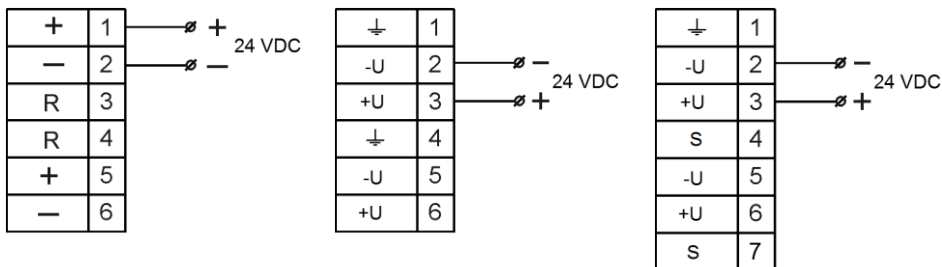 + 1 +
24 VDC
− 2 −
R 3
R 4
+ 5
− 6
⏚ 1
-U 2 −
24 VDC
+U 3 +
⏚ 4
-U 5
+U 6
⏚ 1
-U 2 −
24 VDC
+U 3 +
S 4
-U 5
+U 6
S 7